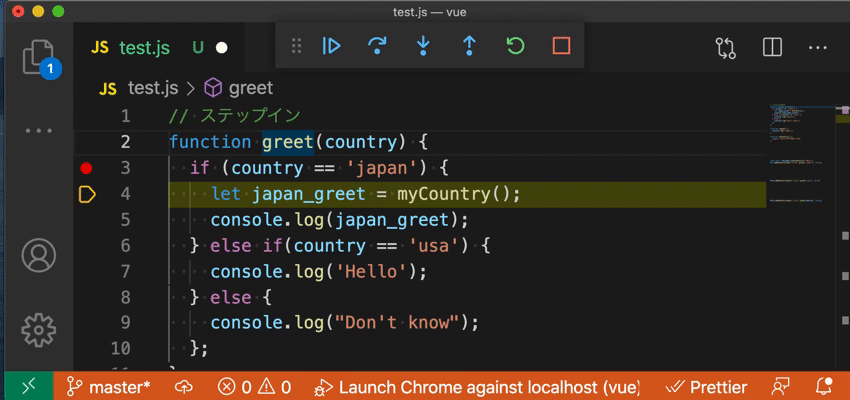 test.js — vue
JS test.js U
1
JS test.js > greet
1 // ステップイン
2 function greet(country) {
3 if (country == 'japan') {
4 let japan_greet = myCountry();
5 console.log(japan_greet);
6 } else if(country == 'usa') {
7 console.log('Hello');
8 } else {
9 console.log("Don't know");
10 };
master* 0 0 Launch Chrome against localhost (vue) Prettier